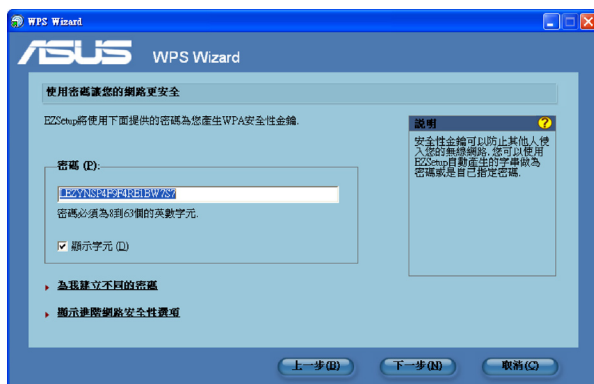 WPS Wizard
ASUS WPS Wizard
使用密碼讓您的網路更安全
EZSetup將使用下面提供的密碼為您產生WPA安全性金鑰.
密碼 (P):
密碼必須為8到63個的英數字元.
顯示字元 (D)
為我建立不同的密碼
顯示進階網路安全性選項
說明
安全性金鑰可以防止其他人侵
入您的無線網路. 您可以使用
EZSetup自動產生的字串做為
密碼或是自己指定密碼.
上一步(B) 下一步(N) 取消(C)